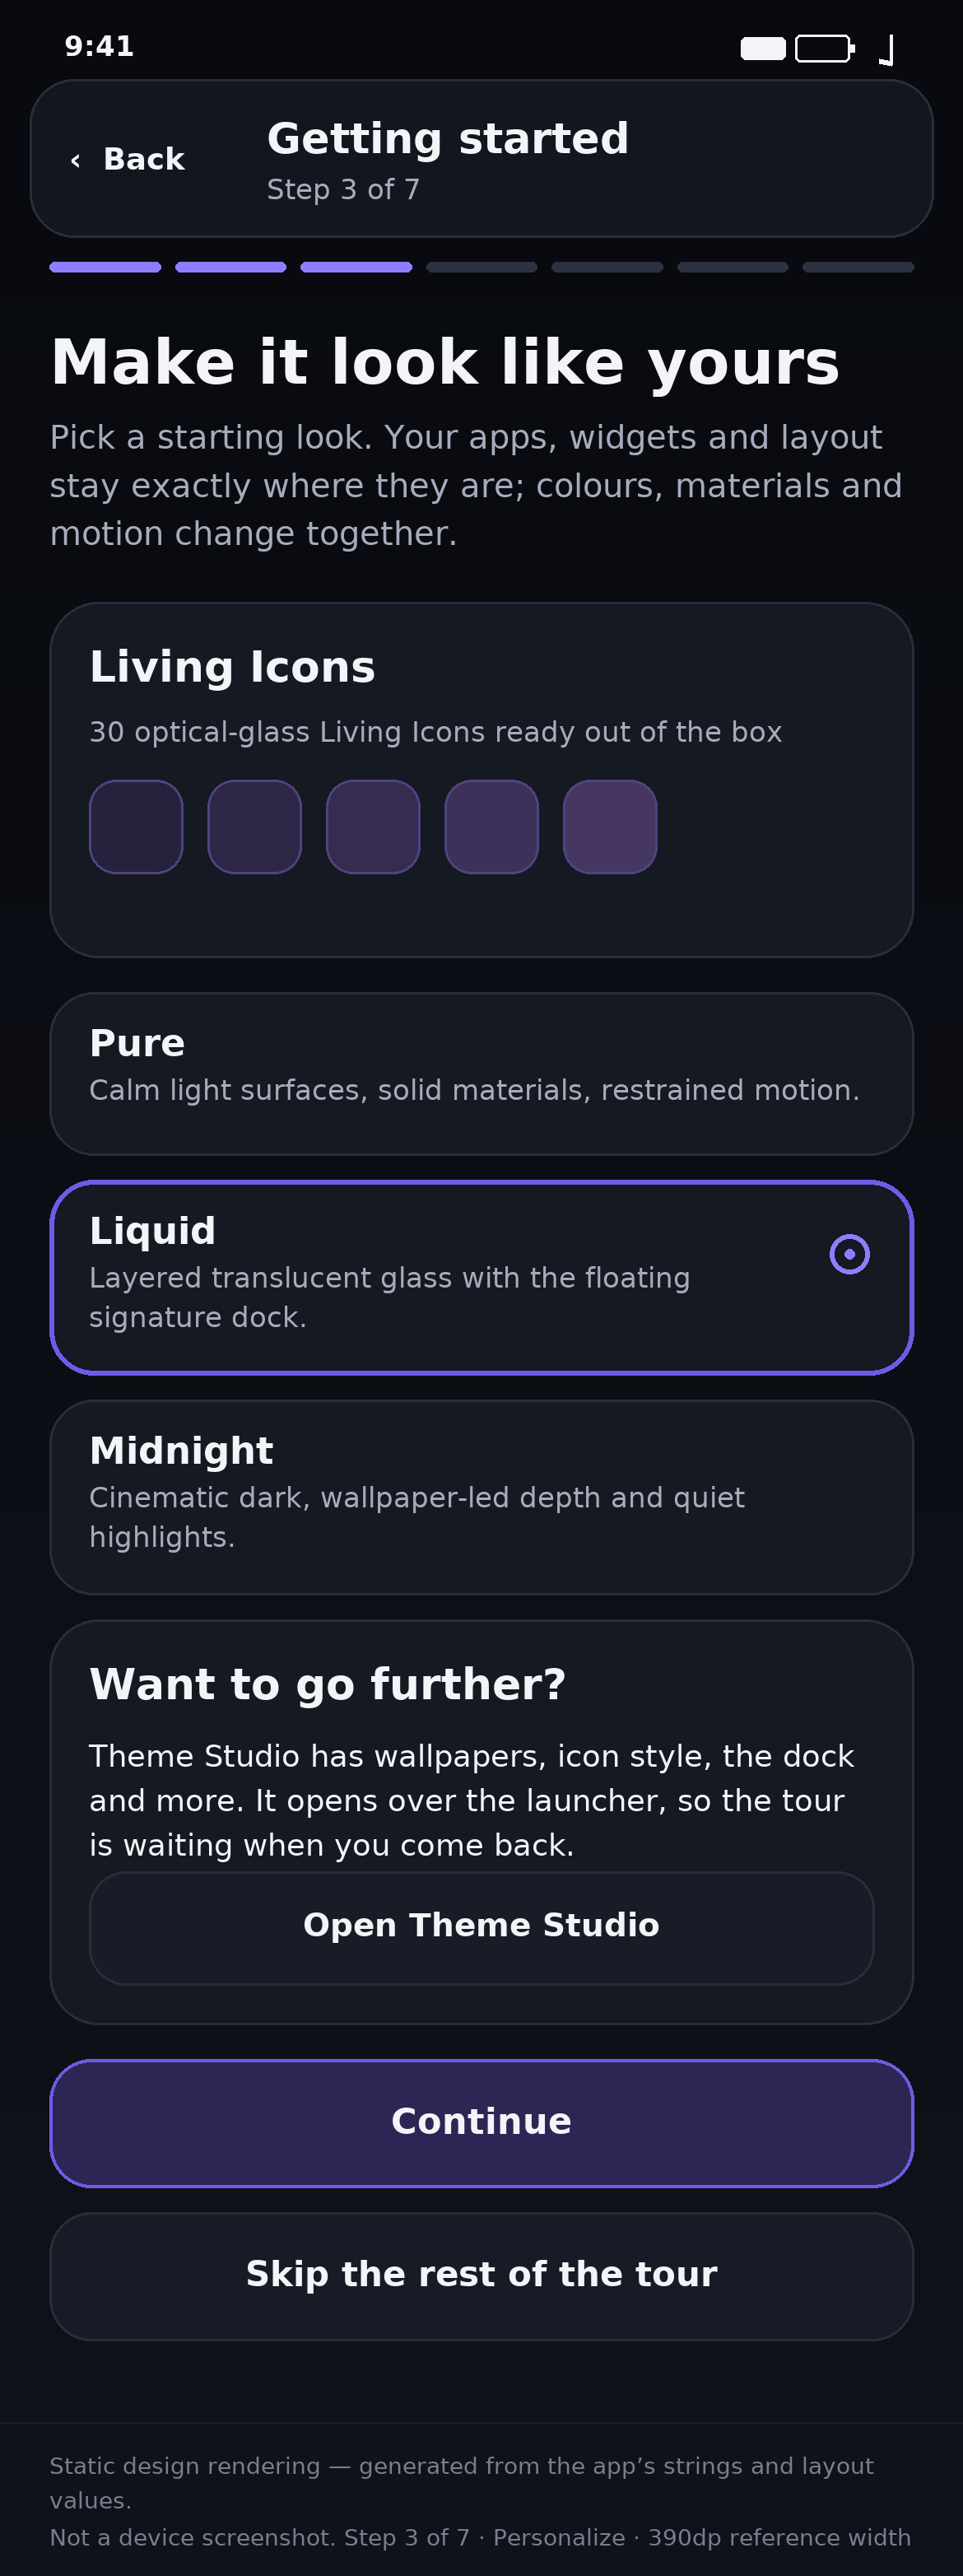 9:41
‹ Back
Getting started
Step 3 of 7
Make it look like yours
Pick a starting look. Your apps, widgets and layout
stay exactly where they are; colours, materials and
motion change together.
Living Icons
30 optical-glass Living Icons ready out of the box
Pure
Calm light surfaces, solid materials, restrained motion.
Liquid
Layered translucent glass with the floating
signature dock.
Midnight
Cinematic dark, wallpaper-led depth and quiet
highlights.
Want to go further?
Theme Studio has wallpapers, icon style, the dock
and more. It opens over the launcher, so the tour
is waiting when you come back.
Open Theme Studio
Continue
Skip the rest of the tour
Static design rendering — generated from the app’s strings and layout
values.
Not a device screenshot. Step 3 of 7 · Personalize · 390dp reference width